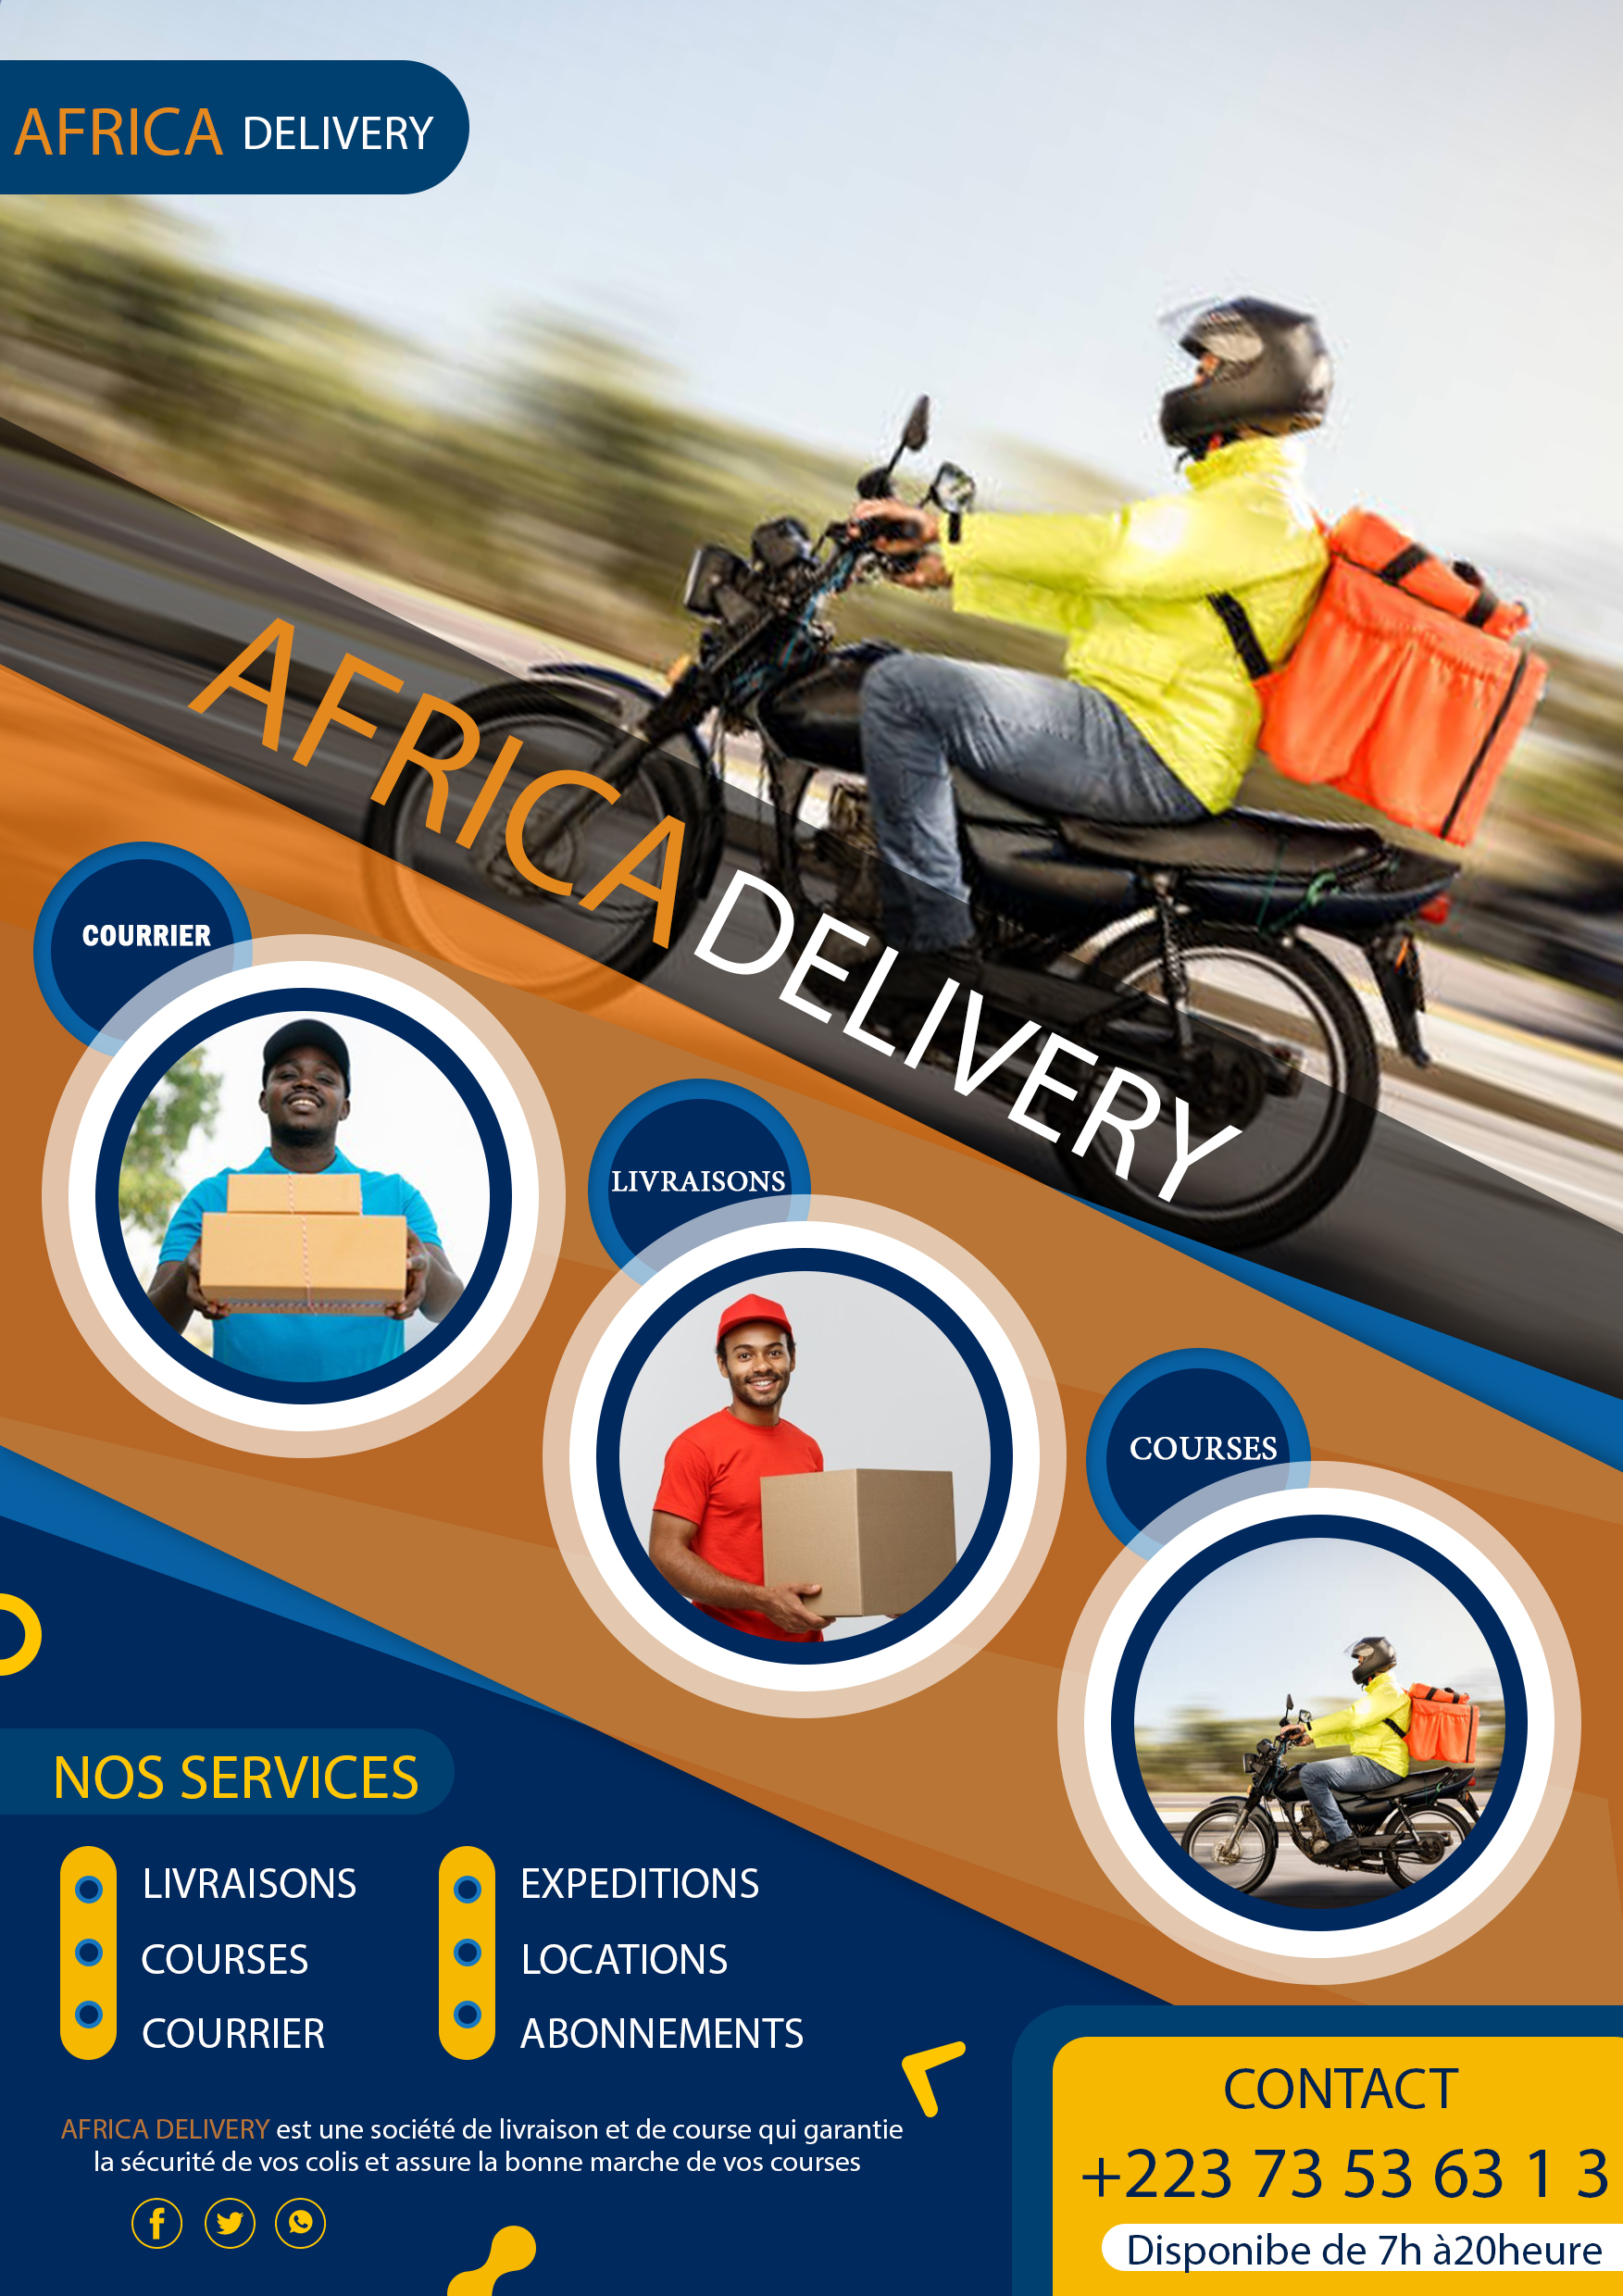 AFRICA DELIVERY
AFRICA DELIVERY
COURRIER
LIVRAISONS
COURSES
NOS SERVICES
LIVRAISONS
COURSES
COURRIER
EXPEDITIONS
LOCATIONS
ABONNEMENTS
AFRICA DELIVERY est une société de livraison et de course qui garantie
la sécurité de vos colis et assure la bonne marche de vos courses
CONTACT
+223 73 53 63 1 3
Disponibe de 7h à20heure